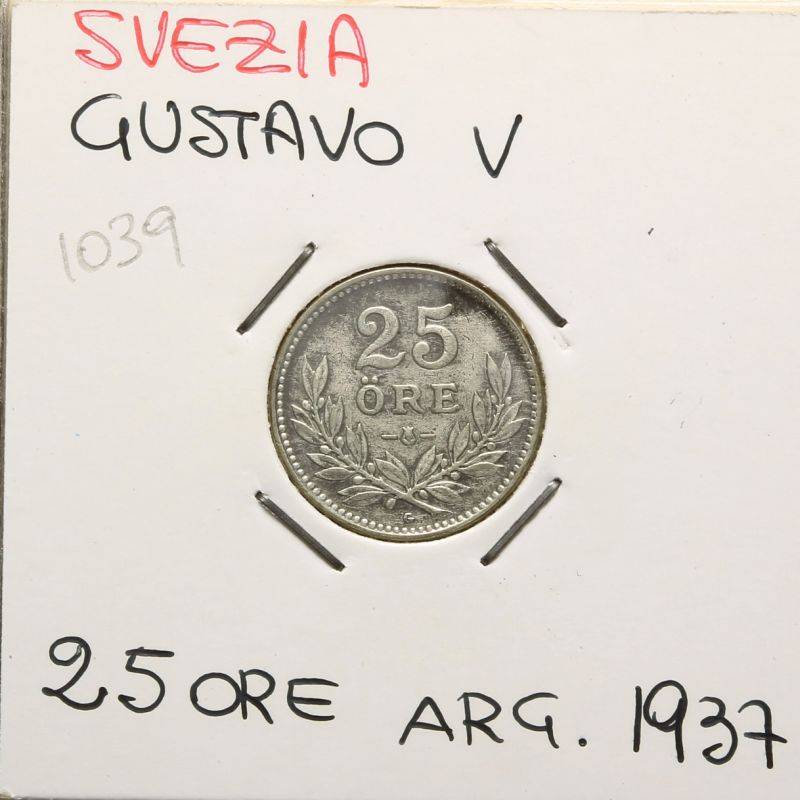 SVEZIA
GUSTAVO V
1039
25
ÖRE
G
25 ORE ARG. 1937